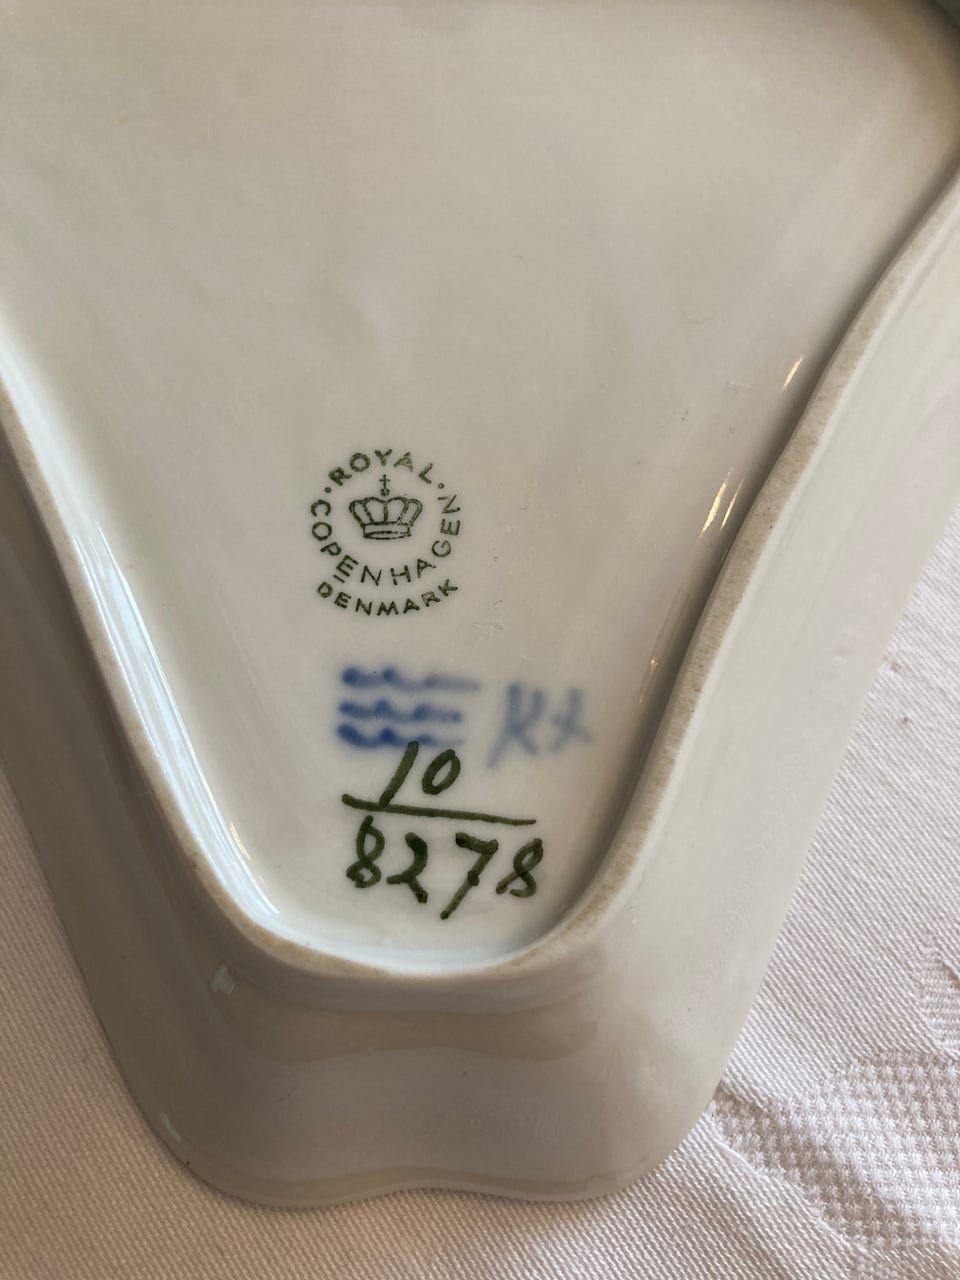 ROYAL
COPENHAGEN
DENMARK
10
8278